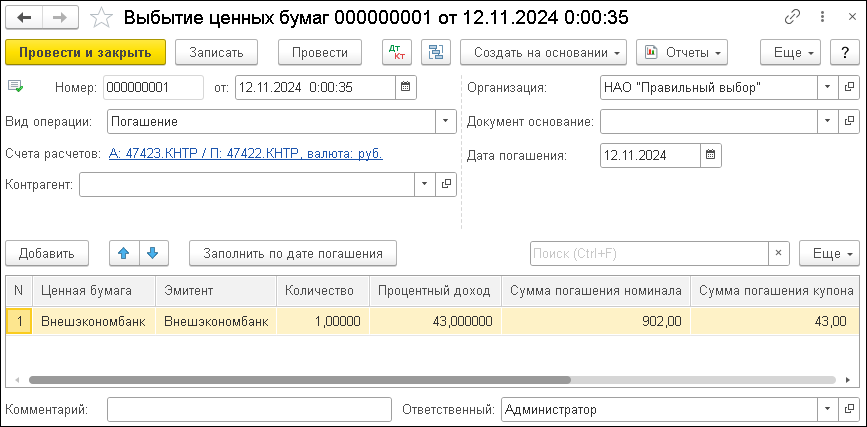 Выбытие ценных бумаг 000000001 от 12.11.2024 0:00:35
Провести и закрыть Записать Провести Дт Кт Создать на основании Отчеты Еще ?
Номер: 000000001 от: 12.11.2024 0:00:35 Организация: НАО "Правильный выбор"
Вид операции: Погашение Документ основание:
Счета расчетов: А: 47423.КНТР / П: 47422.КНТР, валюта: руб. Дата погашения: 12.11.2024
Контрагент:
Добавить Заполнить по дате погашения Поиск (Ctrl+F) × Еще
N Ценная бумага Эмитент Количество Процентный доход Сумма погашения номинала Сумма погашения купона
1 Внешэкономбанк Внешэкономбанк 1,00000 43,000000 902,00 43,00
Комментарий: Ответственный: Администратор